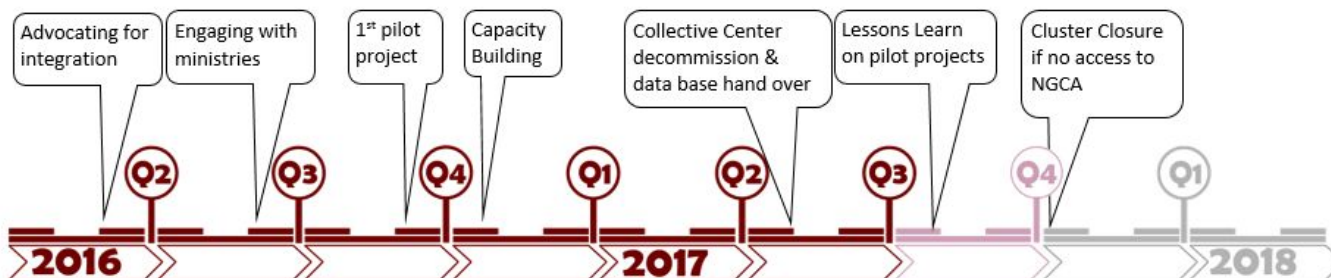 Advocating for
integration
Engaging with
ministries
1st pilot
project
Capacity
Building
Collective Center
decommission &
data base hand over
Lessons Learn
on pilot projects
Cluster Closure
if no access to
NGCA
Q2
Q3
Q4
Q1
Q2
Q3
Q4
Q1
2016
2017
2018